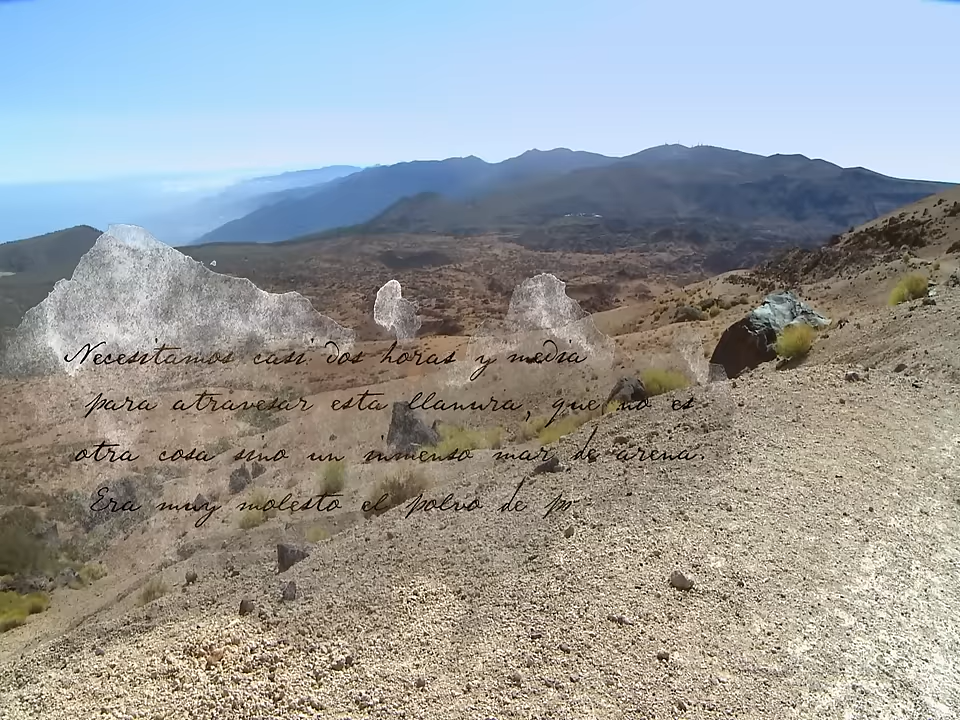 Necesitamos casi dos horas y media
para atravesar esta llanura, que no es
otra cosa sino un inmenso mar de arena.
Era muy molesto el polvo de po